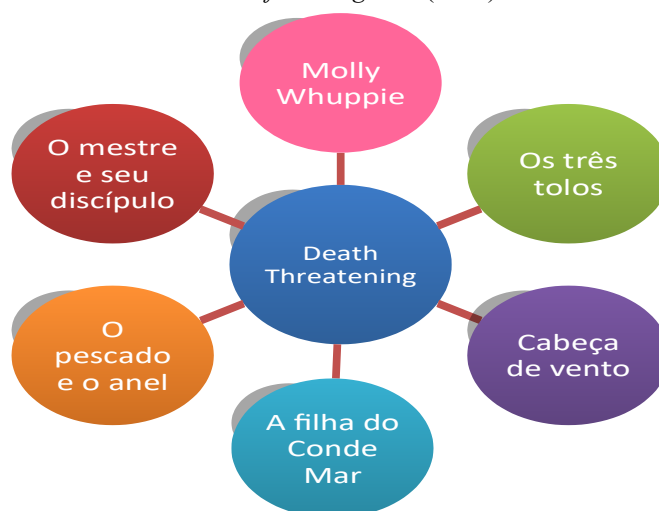 Molly
Whuppie
Os três
tolos
Cabeça
de vento
A filha do
Conde
Mar
O
pescado
e o anel
O mestre
e seu
discípulo
Death
Threatening